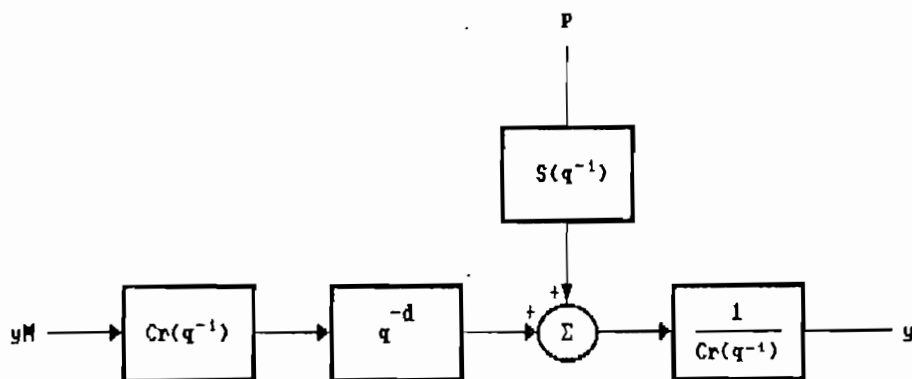 P
S(q⁻¹)
+
+
yM
Cr(q⁻¹)
q⁻ᵈ
Σ
1
Cr(q⁻¹)
y